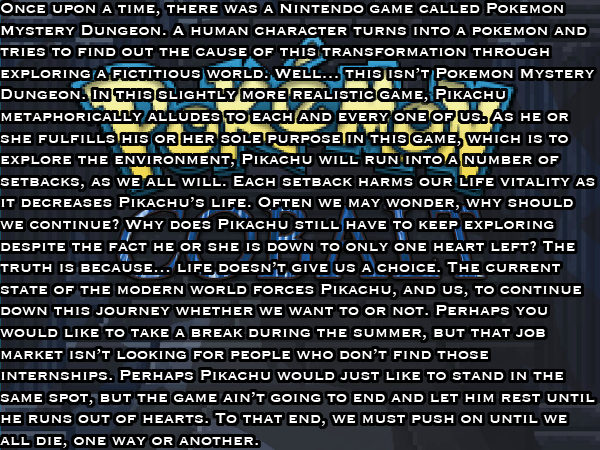 Once upon a time, there was a Nintendo game called Pokemon
Mystery Dungeon. A human character turns into a pokemon and
tries to find out the cause of this transformation through
exploring a fictitious world. Well... this isn't Pokemon Mystery
Dungeon. In this slightly more realistic game, Pikachu
metaphorically alludes to each and every one of us. As he or
she fulfills his or her sole purpose in this game, which is to
explore the environment, Pikachu will run into a number of
setbacks, as we all will. Each setback harms our life vitality as
it decreases Pikachu's life. Often we may wonder, why should
we continue? Why does Pikachu still have to keep exploring
despite the fact he or she is down to only one heart left? The
truth is because... life doesn't give us a choice. The current
state of the modern world forces Pikachu, and us, to continue
down this journey whether we want to or not. Perhaps you
would like to take a break during the summer, but that job
market isn't looking for people who don't find those
internships. Perhaps Pikachu would just like to stand in the
same spot, but the game ain't going to end and let him rest until
he runs out of hearts. To that end, we must push on until we
all die, one way or another.